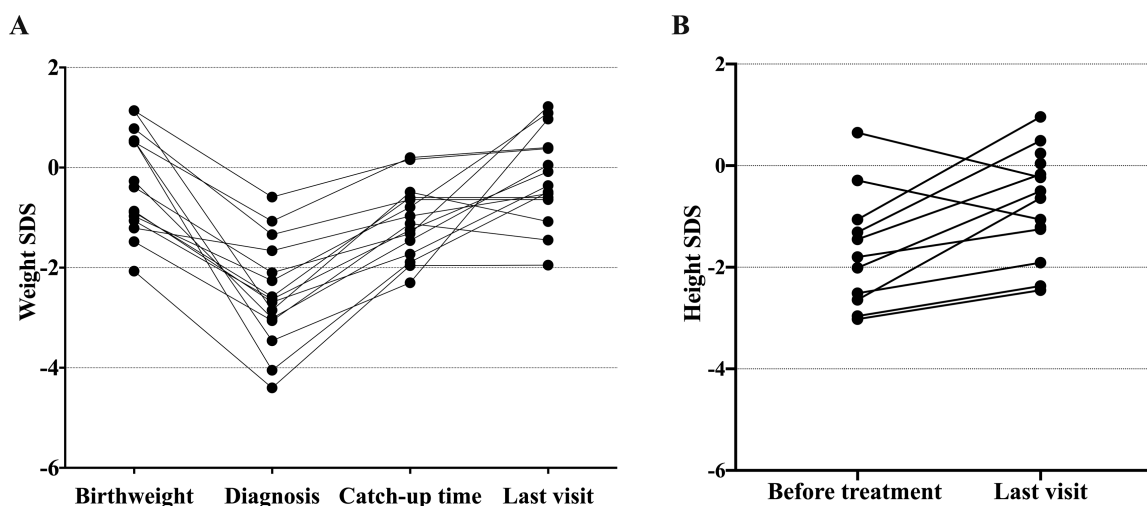 A
Weight SDS
2
0
-2
-4
-6
Birthweight Diagnosis Catch-up time Last visit
B
Height SDS
2
0
-2
-4
-6
Before treatment Last visit